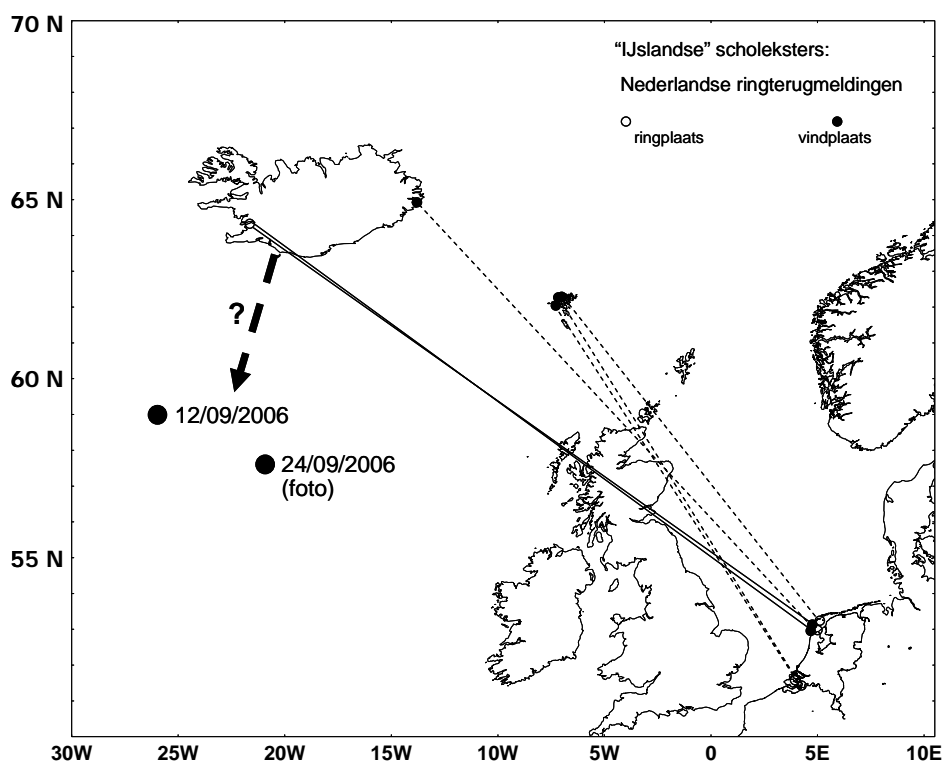 70 N
65 N
60 N
55 N
30W 25W 20W 15W 10W 5W 0 5E 10E
“IJslandse” scholeksters:
Nederlandse ringterugmeldingen
ringplaats vindplaats
?
12/09/2006
24/09/2006
(foto)